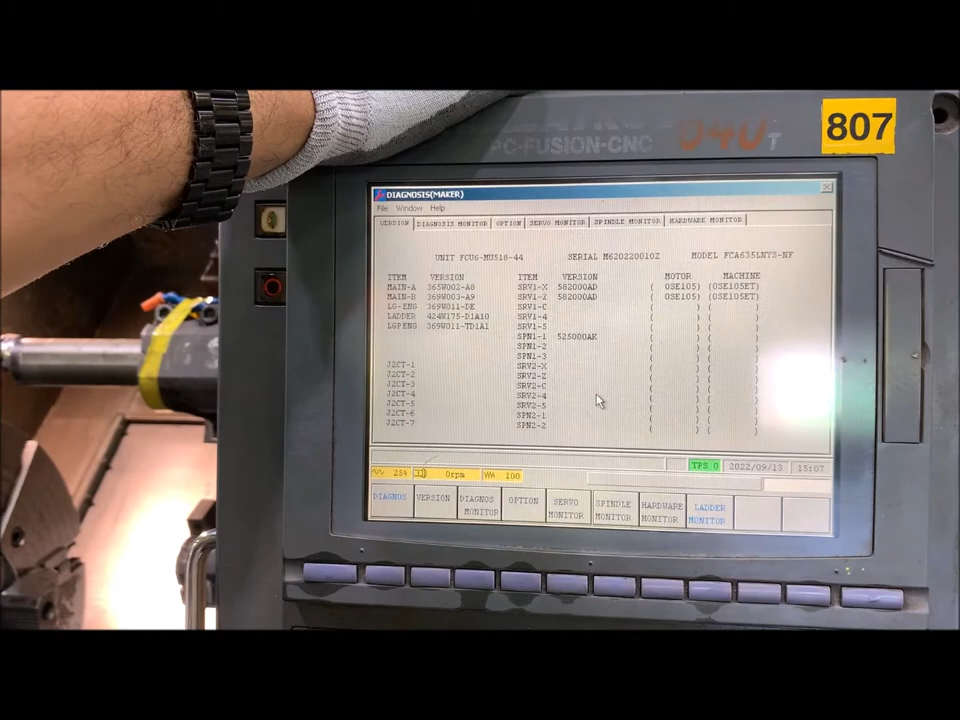 807
PC-FUSION-CNC 640 T
DIAGNOSIS(MAKER)
File Window Help
VERSION DIAGNOSIS MONITOR OPTION SERVO MONITOR SPINDLE MONITOR HARDWARE MONITOR
UNIT FCU6-MU518-44 SERIAL M620220010Z MODEL FCA635LNYS-NF
ITEM VERSION ITEM VERSION MOTOR MACHINE
MAIN-A 365W002-A8 SRV1-X 582000AD ( OSE105) (OSE105ET)
MAIN-B 369W003-A9 SRV1-Z 582000AD ( OSE105) (OSE105ET)
LG-ENG 369W011-DE SRV1-C ( ) ( )
LADDER 424W175-D1A10 SRV1-4 ( ) ( )
LGPENG 369W011-TD1A1 SRV1-5 ( ) ( )
SPN1-1 525000AK ( ) ( )
SPN1-2 ( ) ( )
SPN1-3 ( ) ( )
J2CT-1 SRV2-X ( ) ( )
J2CT-2 SRV2-Z ( ) ( )
J2CT-3 SRV2-C ( ) ( )
J2CT-4 SRV2-4 ( ) ( )
J2CT-5 SRV2-5 ( ) ( )
J2CT-6 SPN2-1 ( ) ( )
J2CT-7 SPN2-2 ( ) ( )
TPS 0 2022/09/13 15:07
25% 0rpm 100
DIAGNOS VERSION DIAGNOS MONITOR OPTION SERVO MONITOR SPINDLE MONITOR HARDWARE MONITOR LADDER MONITOR